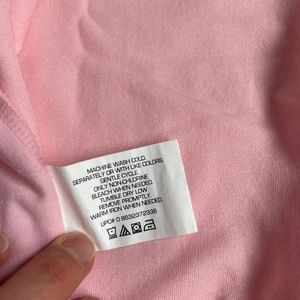 MACHINE WASH COLD.
SEPARATELY OR WITH LIKE COLORS.
GENTLE CYCLE.
ONLY NON-CHLORINE
BLEACH WHEN NEEDED.
TUMBLE DRY LOW.
REMOVE PROMPTLY.
WARM IRON WHEN NEEDED.
UPC# 0 8632372336